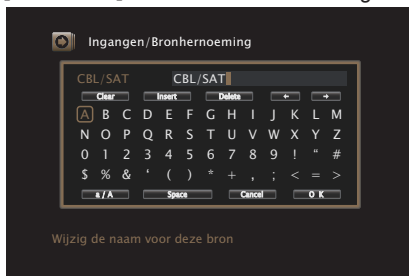 Ingangen/Bronhernoeming
CBL/SAT CBL/SAT
Clear Insert Delete ← →
A B C D E F G H I J K L M
N O P Q R S T U V W X Y Z
0 1 2 3 4 5 6 7 8 9 ! “ #
$ % & ‘ ( ) * + , ; < = >
a / A Space Cancel O K
Wijzig de naam voor deze bron